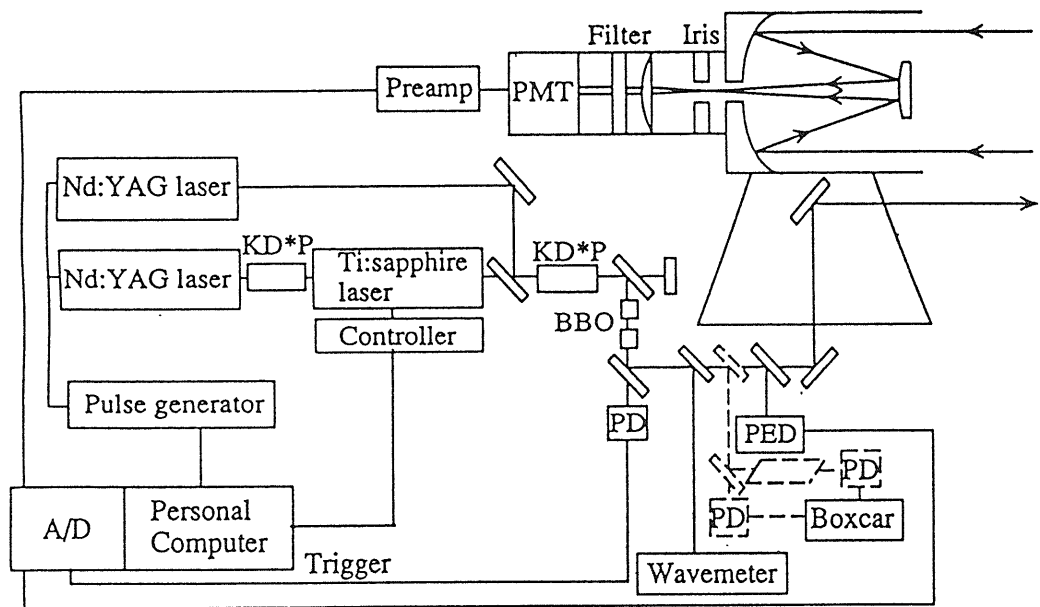 Filter
Iris
Preamp
PMT
Nd:YAG laser
KD*P
Nd:YAG laser
Ti:sapphire
laser
KD*P
Controller
BBO
Pulse generator
PD
PED
PD
PD
Boxcar
A/D
Personal
Computer
Trigger
Wavemeter